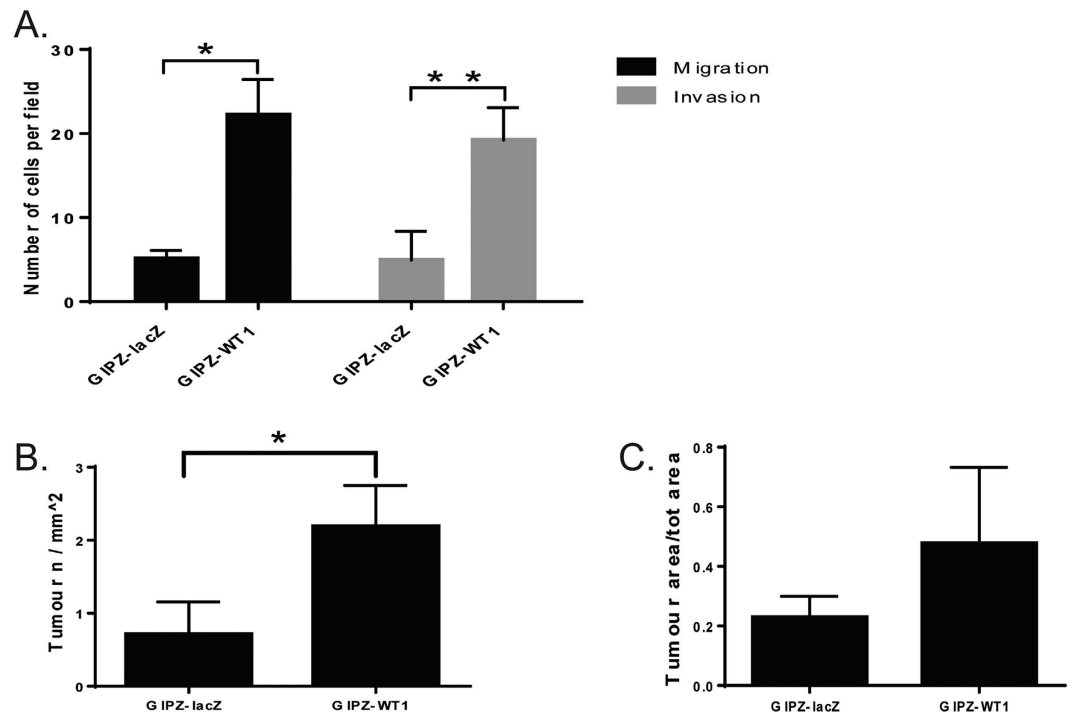 A.
Number of cells per field
30
20
10
0
*
* *
GIPZ-lacZ
GIPZ-WT1
GIPZ-lacZ
GIPZ-WT1
Migration
Invasion
B.
Tumour n / mm^2
3
2
1
0
*
GIPZ-lacZ
GIPZ-WT1
C.
Tumour area/tot area
0.8
0.6
0.4
0.2
0.0
GIPZ-lacZ
GIPZ-WT1